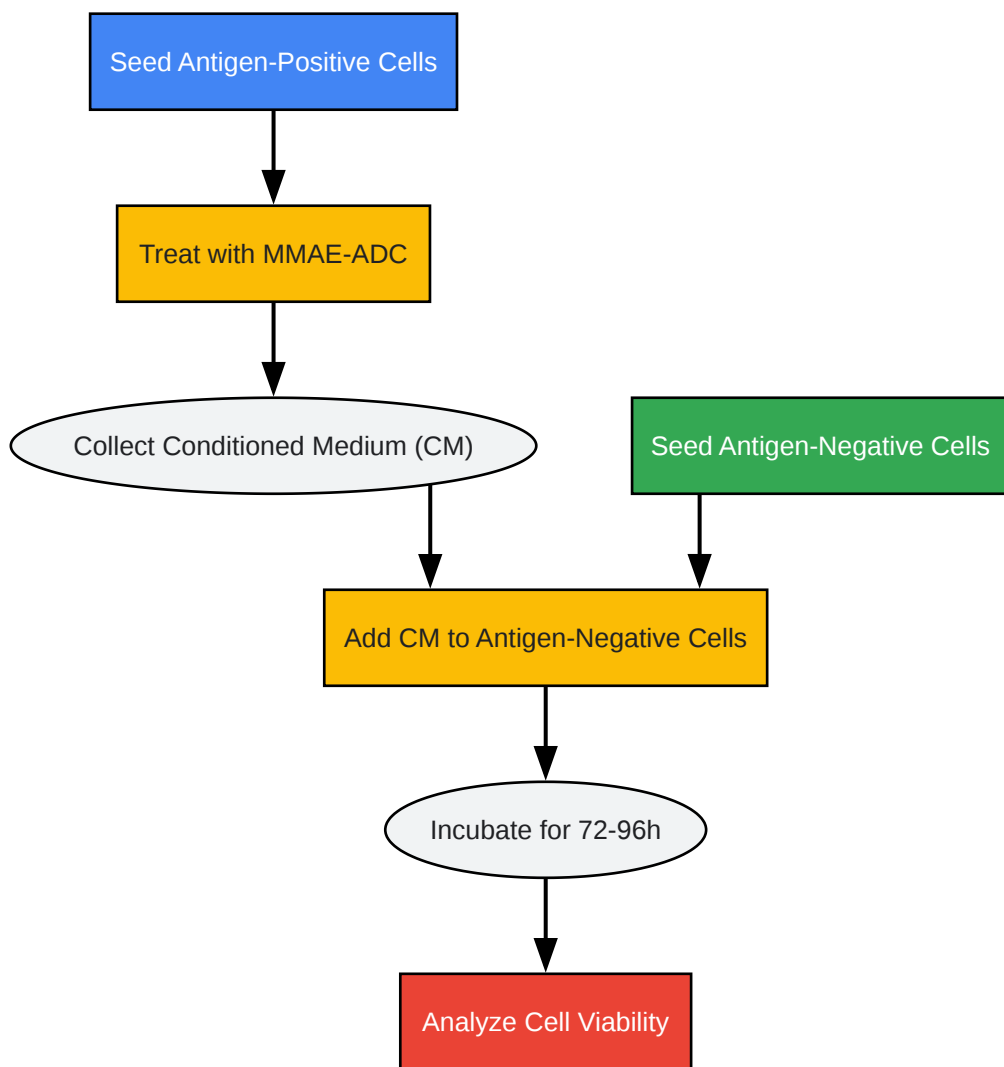 Seed Antigen-Positive Cells
Treat with MMAE-ADC
Collect Conditioned Medium (CM)
Seed Antigen-Negative Cells
Add CM to Antigen-Negative Cells
Incubate for 72-96h
Analyze Cell Viability